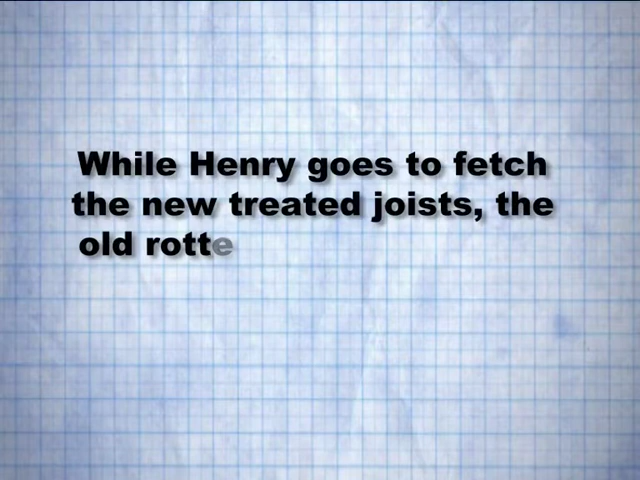 While Henry goes to fetch
the new treated joists, the
old rotte